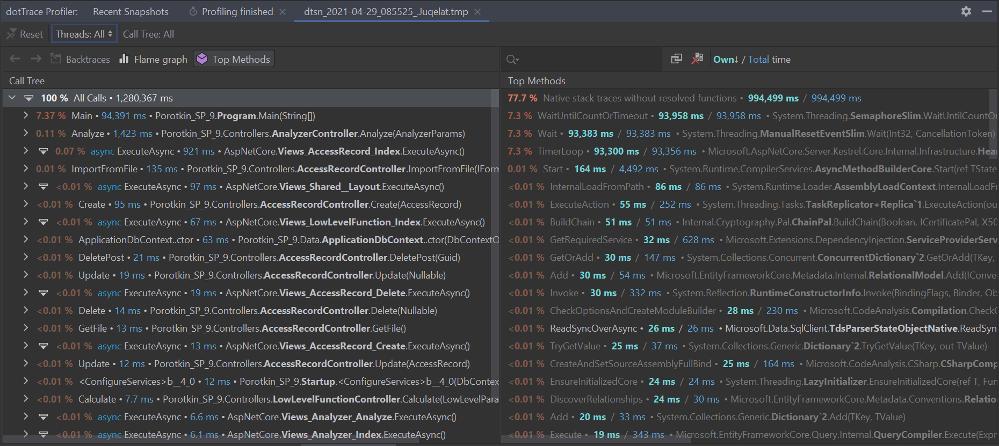 dotTrace Profiler: Recent Snapshots Profiling finished dtsn_2021-04-29_085525_Juqelat.tmp
Reset Threads: All Call Tree: All
Backtraces Flame graph Top Methods Own↓ / Total time
Call Tree
100 % All Calls • 1,280,367 ms
7.37 % Main • 94,391 ms • Porotkin_SP_9.Program.Main(String[])
0.11 % Analyze • 1,423 ms • Porotkin_SP_9.Controllers.AnalyzerController.Analyze(AnalyzerParams)
0.07 % async ExecuteAsync • 921 ms • AspNetCore.Views_AccessRecord_Index.ExecuteAsync()
0.01 % ImportFromFile • 135 ms • Porotkin_SP_9.Controllers.AccessRecordController.ImportFromFile(IForm
<0.01 % async ExecuteAsync • 97 ms • AspNetCore.Views_Shared__Layout.ExecuteAsync()
<0.01 % Create • 95 ms • Porotkin_SP_9.Controllers.AccessRecordController.Create(AccessRecord)
<0.01 % async ExecuteAsync • 67 ms • AspNetCore.Views_LowLevelFunction_Index.ExecuteAsync()
<0.01 % ApplicationDbContext..ctor • 63 ms • Porotkin_SP_9.Data.ApplicationDbContext..ctor(DbContextO
<0.01 % DeletePost • 21 ms • Porotkin_SP_9.Controllers.AccessRecordController.DeletePost(Guid)
<0.01 % Update • 19 ms • Porotkin_SP_9.Controllers.AccessRecordController.Update(Nullable)
<0.01 % async ExecuteAsync • 19 ms • AspNetCore.Views_AccessRecord_Delete.ExecuteAsync()
<0.01 % Delete • 14 ms • Porotkin_SP_9.Controllers.AccessRecordController.Delete(Nullable)
<0.01 % GetFile • 13 ms • Porotkin_SP_9.Controllers.AccessRecordController.GetFile()
<0.01 % async ExecuteAsync • 13 ms • AspNetCore.Views_AccessRecord_Create.ExecuteAsync()
<0.01 % Update • 12 ms • Porotkin_SP_9.Controllers.AccessRecordController.Update(AccessRecord)
<0.01 % <ConfigureServices>b__4_0 • 12 ms • Porotkin_SP_9.Startup.<ConfigureServices>b__4_0(DbContex
<0.01 % Calculate • 7.7 ms • Porotkin_SP_9.Controllers.LowLevelFunctionController.Calculate(LowLevelPara
<0.01 % async ExecuteAsync • 6.6 ms • AspNetCore.Views_Analyzer_Analyze.ExecuteAsync()
<0.01 % async ExecuteAsync • 6.1 ms • AspNetCore.Views_Analyzer_Index.ExecuteAsync()
Top Methods
77.7 % Native stack traces without resolved functions • 994,499 ms / 994,499 ms
7.3 % WaitUntilCountOrTimeout • 93,958 ms / 93,958 ms • System.Threading.SemaphoreSlim.WaitUntilCountOr
7.3 % Wait • 93,383 ms / 93,383 ms • System.Threading.ManualResetEventSlim.Wait(Int32, CancellationToken)
7.3 % TimerLoop • 93,300 ms / 93,356 ms • Microsoft.AspNetCore.Server.Kestrel.Core.Internal.Infrastructure.Hear
0.01 % Start • 164 ms / 4,492 ms • System.Runtime.CompilerServices.AsyncMethodBuilderCore.Start(ref TState
<0.01 % InternalLoadFromPath • 86 ms / 86 ms • System.Runtime.Loader.AssemblyLoadContext.InternalLoadFr
<0.01 % ExecuteAction • 55 ms / 252 ms • System.Threading.Tasks.TaskReplicator+Replica`1.ExecuteAction(ou
<0.01 % BuildChain • 51 ms / 51 ms • Internal.Cryptography.Pal.ChainPal.BuildChain(Boolean, ICertificatePal, X50
<0.01 % GetRequiredService • 32 ms / 628 ms • Microsoft.Extensions.DependencyInjection.ServiceProviderServ
<0.01 % GetOrAdd • 30 ms / 147 ms • System.Collections.Concurrent.ConcurrentDictionary`2.GetOrAdd(TKey,
<0.01 % Add • 30 ms / 54 ms • Microsoft.EntityFrameworkCore.Metadata.Internal.RelationalModel.Add(IConve
<0.01 % Invoke • 30 ms / 332 ms • System.Reflection.RuntimeConstructorInfo.Invoke(BindingFlags, Binder, Ob
<0.01 % CheckOptionsAndCreateModuleBuilder • 28 ms / 230 ms • Microsoft.CodeAnalysis.Compilation.CheckO
<0.01 % ReadSyncOverAsync • 26 ms / 26 ms • Microsoft.Data.SqlClient.TdsParserStateObjectNative.ReadSyn
<0.01 % TryGetValue • 25 ms / 37 ms • System.Collections.Generic.Dictionary`2.TryGetValue(TKey, out TValue)
<0.01 % CreateAndSetSourceAssemblyFullBind • 25 ms / 164 ms • Microsoft.CodeAnalysis.CSharp.CSharpComp
<0.01 % EnsureInitializedCore • 24 ms / 24 ms • System.Threading.LazyInitializer.EnsureInitializedCore(ref T, Fun
<0.01 % DiscoverRelationships • 24 ms / 30 ms • Microsoft.EntityFrameworkCore.Metadata.Conventions.Relatio
<0.01 % Add • 20 ms / 33 ms • System.Collections.Generic.Dictionary`2.Add(TKey, TValue)
<0.01 % Execute • 19 ms / 343 ms • Microsoft.EntityFrameworkCore.Query.Internal.QueryCompiler.Execute(Expr